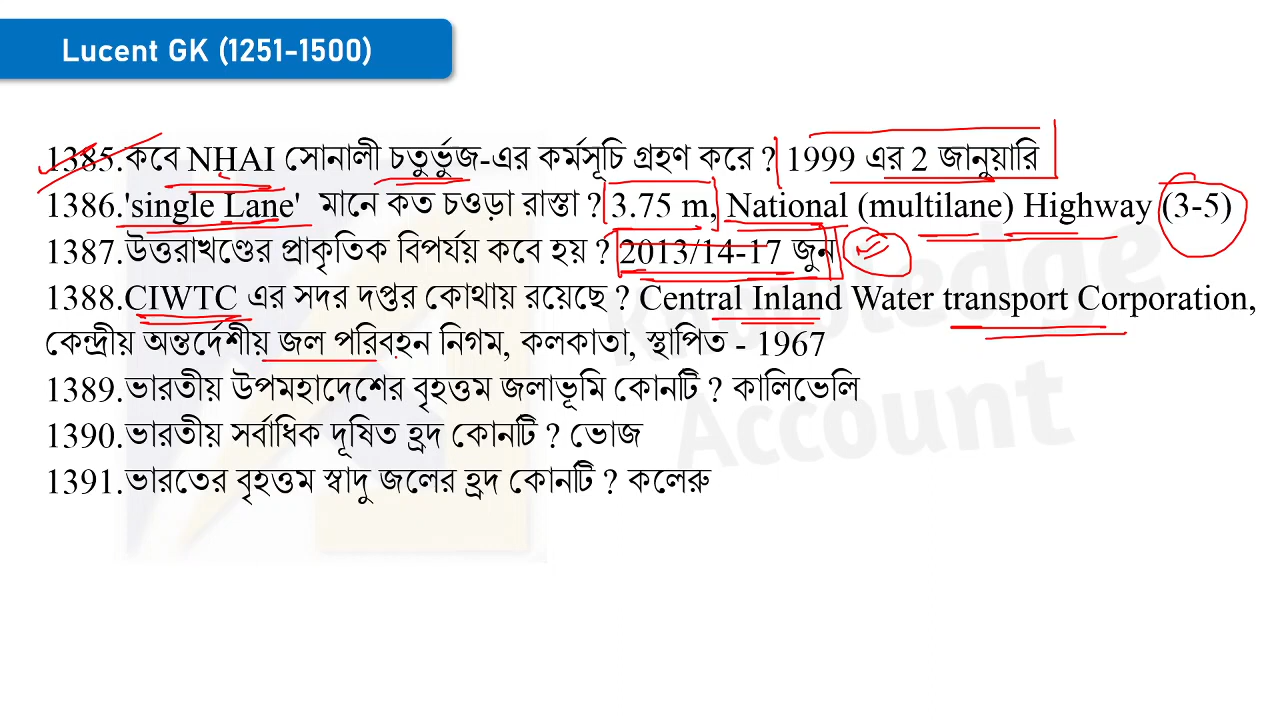 Lucent GK (1251-1500)
1385.কবে NHAI সোনালী চতুর্ভুজ-এর কর্মসূচি গ্রহণ করে ? 1999 এর 2 জানুয়ারি
1386.'single Lane' মানে কত চওড়া রাস্তা ? 3.75 m, National (multilane) Highway (3-5)
1387.উত্তরাখণ্ডের প্রাকৃতিক বিপর্যয় কবে হয় ? 2013/14-17 জুন
1388.CIWTC এর সদর দপ্তর কোথায় রয়েছে ? Central Inland Water transport Corporation,
কেন্দ্রীয় অন্তর্দেশীয় জল পরিবহন নিগম, কলকাতা, স্থাপিত - 1967
1389.ভারতীয় উপমহাদেশের বৃহত্তম জলাভূমি কোনটি ? কালিভেলি
1390.ভারতীয় সর্বাধিক দূষিত হ্রদ কোনটি ? ভোজ
1391.ভারতের বৃহত্তম স্বাদু জলের হ্রদ কোনটি ? কলেরু
Knowledge
Account